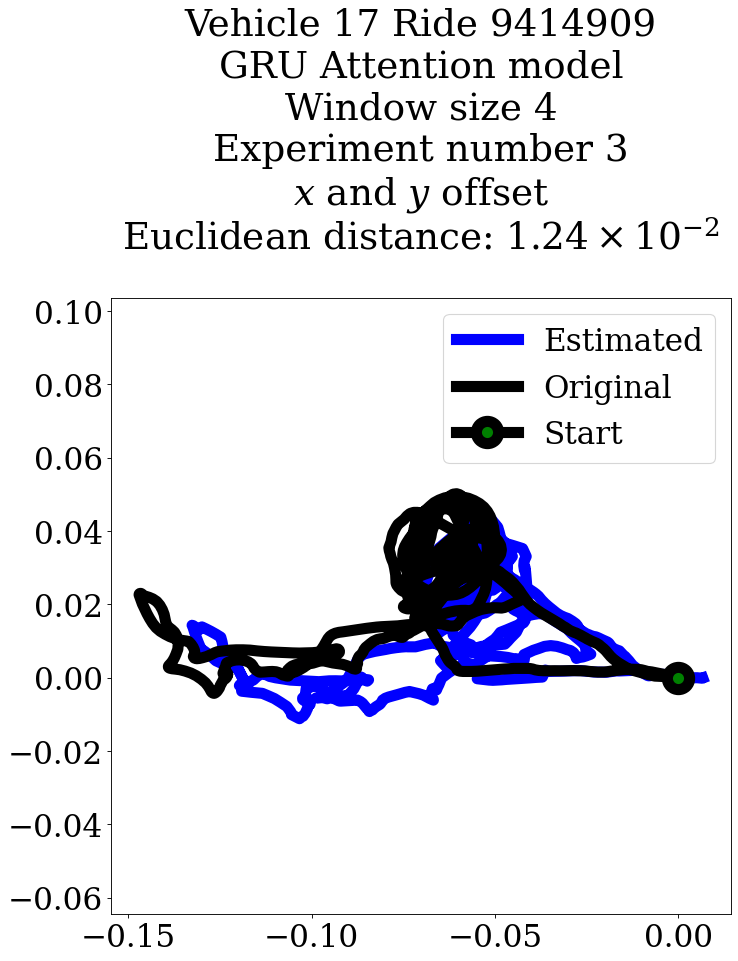 Vehicle 17 Ride 9414909
GRU Attention model
Window size 4
Experiment number 3
x and y offset
Euclidean distance: 1.24 × 10⁻²
Estimated
Original
Start
0.10
0.08
0.06
0.04
0.02
0.00
−0.02
−0.04
−0.06
−0.15
−0.10
−0.05
0.00